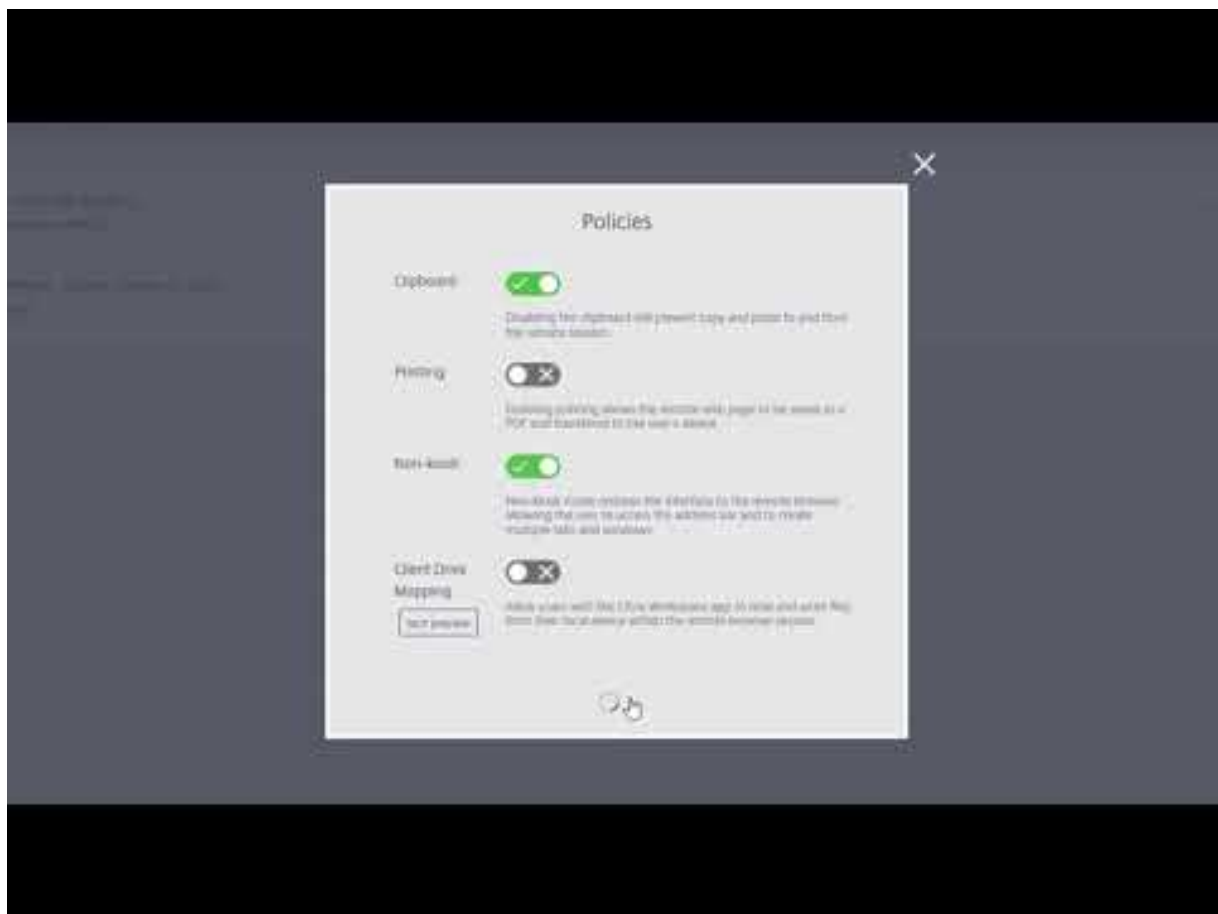 Policies
Clipboard
Disabling the clipboard will prevent copy and paste to and from
the remote session.
Printing
Enabling printing allows the remote web page to be saved as a
PDF and transferred to the user's device.
Non-kiosk
Non-kiosk mode restores the interface to the remote browser
allowing the user to access the address bar and to create
multiple tabs and windows
Client Drive
Mapping
Allow users with the Citrix Workspace app to read and write files
from their local device within the remote browser session
TECH PREVIEW